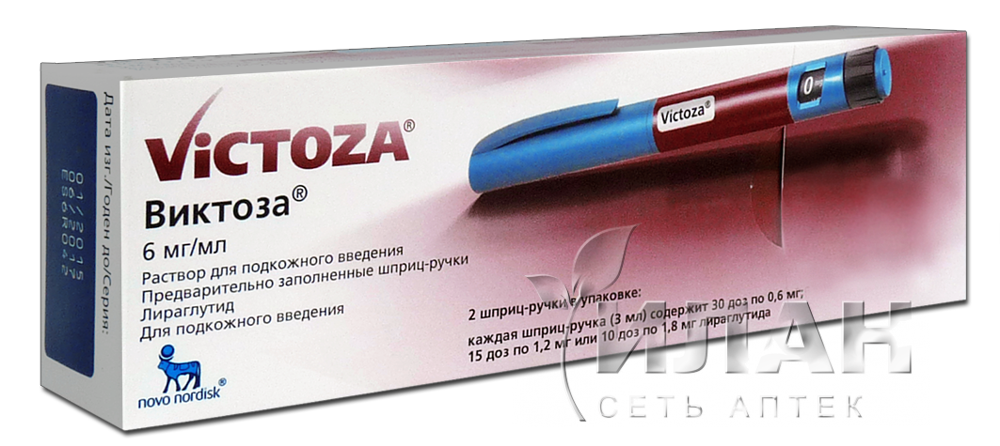 VICTOZA®
Виктоза®
6 мг/мл
Раствор для подкожного введения
Предварительно заполненные шприц-ручки
Лираглутид
Для подкожного введения
novo nordisk®
Victoza®
0
2 шприц-ручки в упаковке:
каждая шприц-ручка (3 мл) содержит 30 доз по 0,6 мг,
15 доз по 1,2 мг или 10 доз по 1,8 мг лираглутида
Дата изг./Годен до/Серия:
01/2015
ИЛАН
СЕТЬ АПТЕК